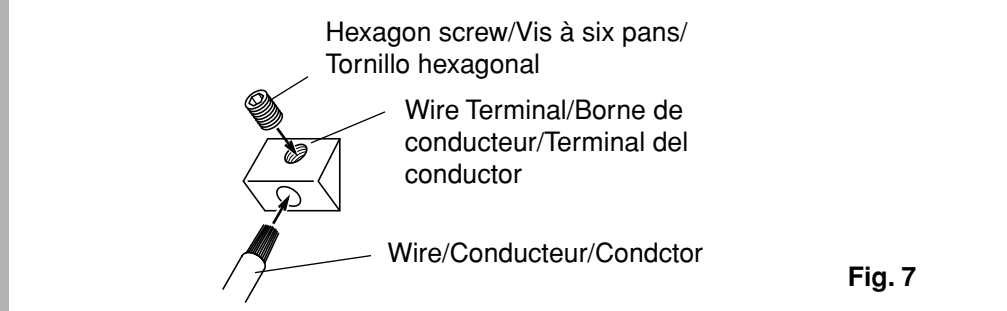 Hexagon screw/Vis à six pans/
Tornillo hexagonal
Wire Terminal/Borne de
conducteur/Terminal del
conductor
Wire/Conducteur/Condctor
Fig. 7